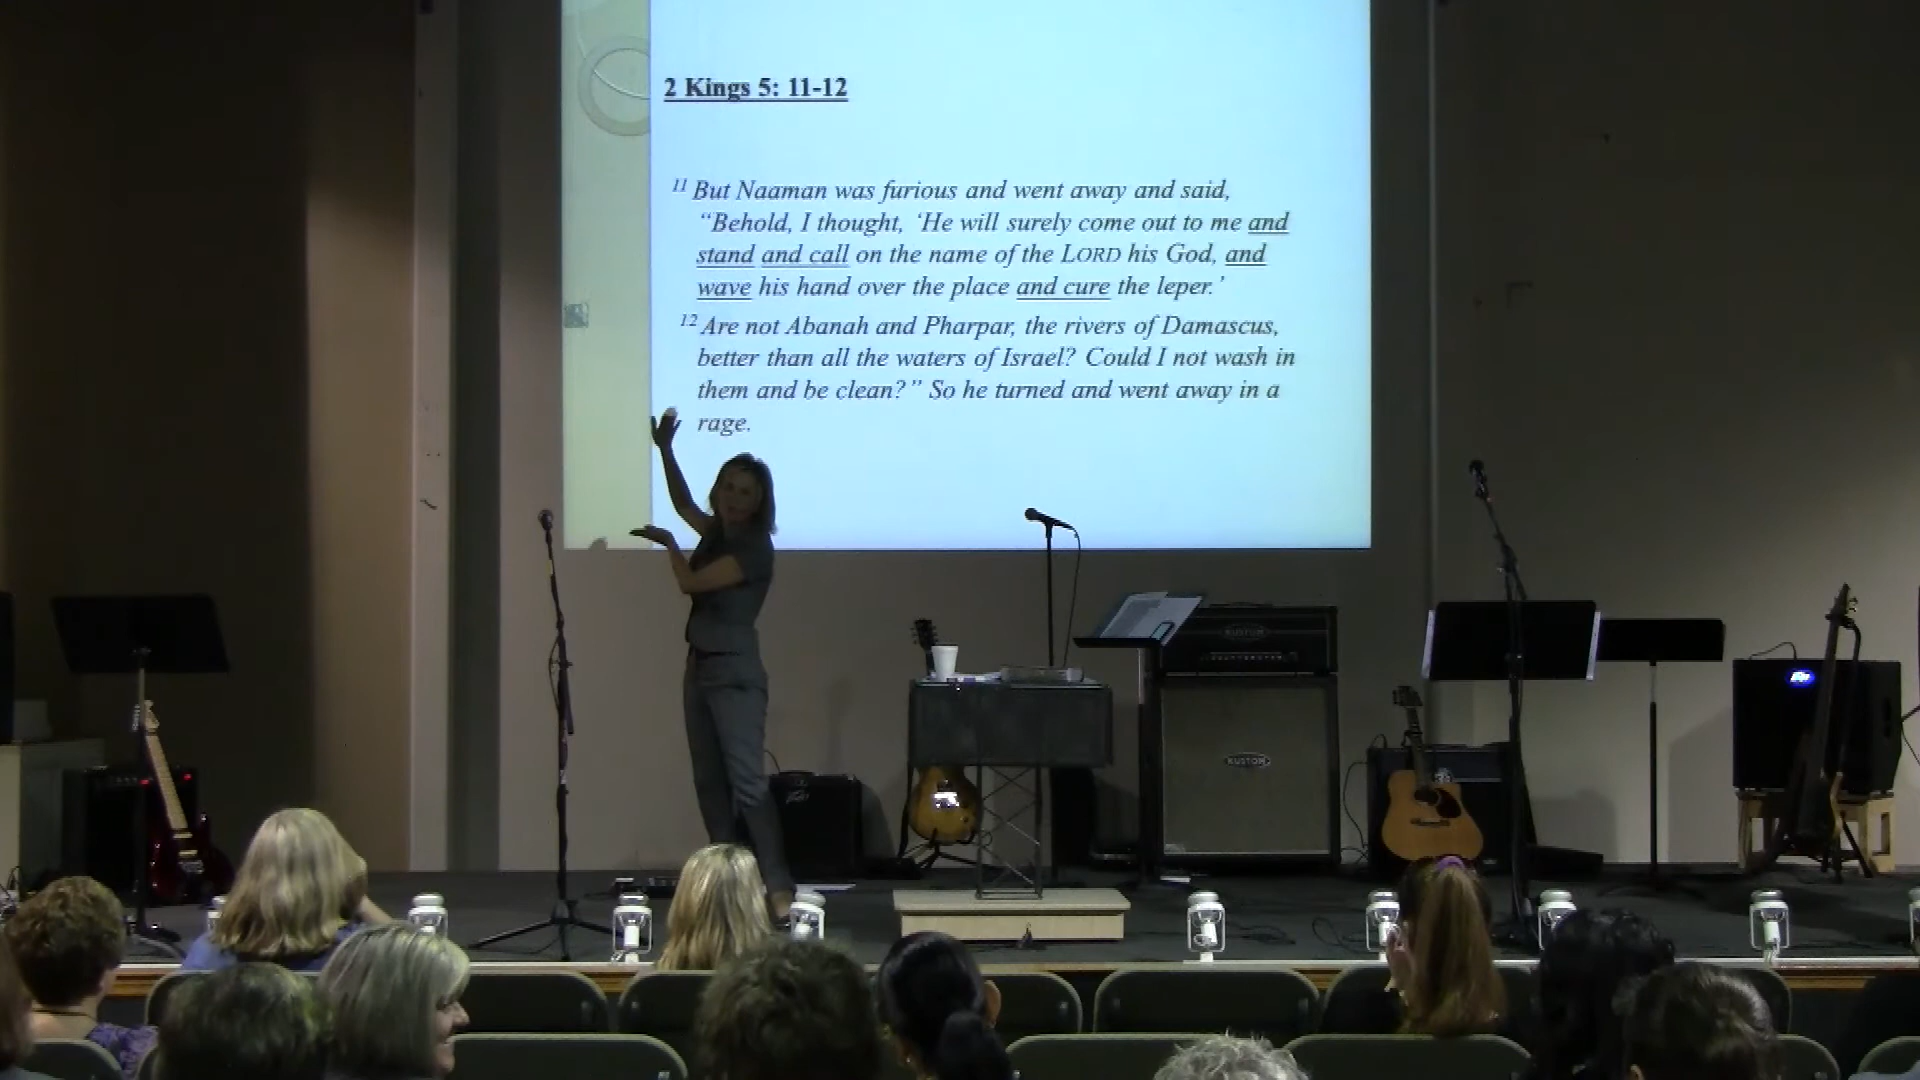 2 Kings 5: 11-12
11 But Naaman was furious and went away and said,
“Behold, I thought, ‘He will surely come out to me and
stand and call on the name of the LORD his God, and
wave his hand over the place and cure the leper.’
12 Are not Abanah and Pharpar, the rivers of Damascus,
better than all the waters of Israel? Could I not wash in
them and be clean?” So he turned and went away in a
rage.
KUSTOM
KUSTOM
Peavey